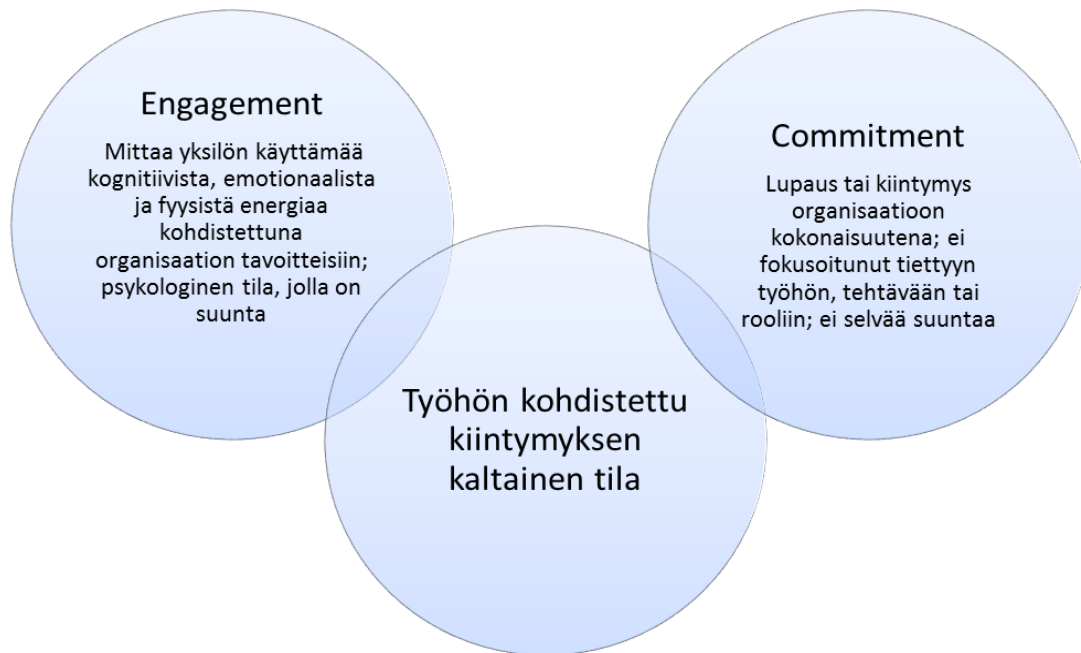 Engagement
Mittaa yksilön käyttämää
kognitiivista, emotionaalista
ja fyysistä energiaa
kohdistettuna
organisaation tavoitteisiin;
psykologinen tila, jolla on
suunta
Commitment
Lupaus tai kiintymys
organisaatioon
kokonaisuutena; ei
fokusoitunut tiettyyn
työhön, tehtävään tai
rooliin; ei selvää suuntaa
Työhön kohdistettu
kiintymyksen
kaltainen tila